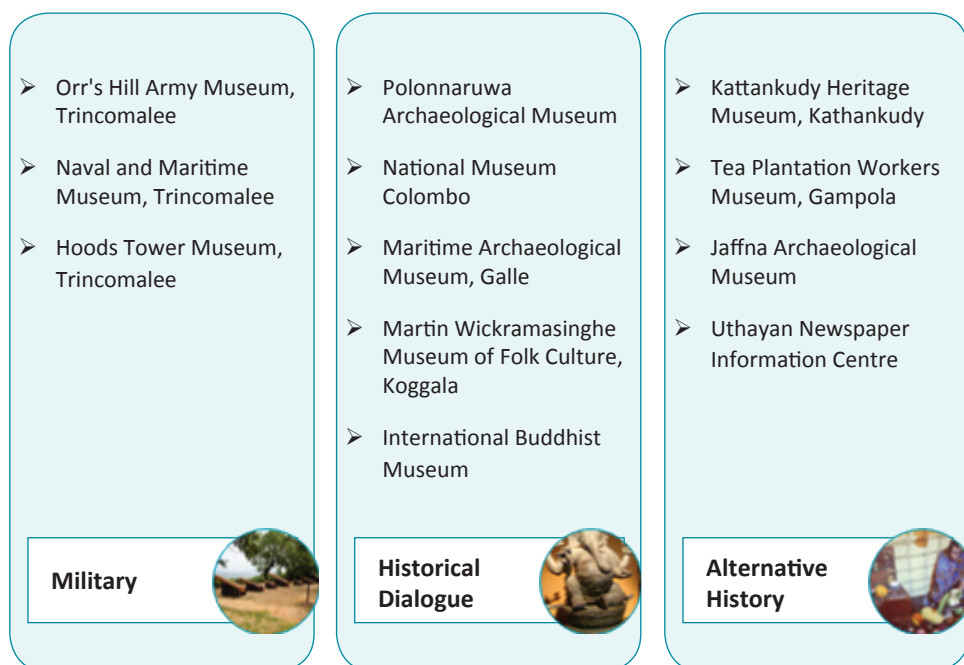 ➢ Orr's Hill Army Museum,
Trincomalee
➢ Naval and Maritime
Museum, Trincomalee
➢ Hoods Tower Museum,
Trincomalee
Military
➢ Polonnaruwa
Archaeological Museum
➢ National Museum
Colombo
➢ Maritime Archaeological
Museum, Galle
➢ Martin Wickramasinghe
Museum of Folk Culture,
Koggala
➢ International Buddhist
Museum
Historical
Dialogue
➢ Kattankudy Heritage
Museum, Kathankudy
➢ Tea Plantation Workers
Museum, Gampola
➢ Jaffna Archaeological
Museum
➢ Uthayan Newspaper
Information Centre
Alternative
History